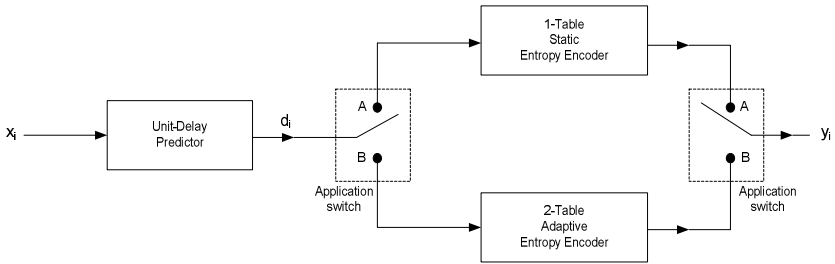 1-Table
Static
Entropy Encoder
xi
Unit-Delay
Predictor
di
A
B
Application
switch
A
B
Application
switch
yi
2-Table
Adaptive
Entropy Encoder